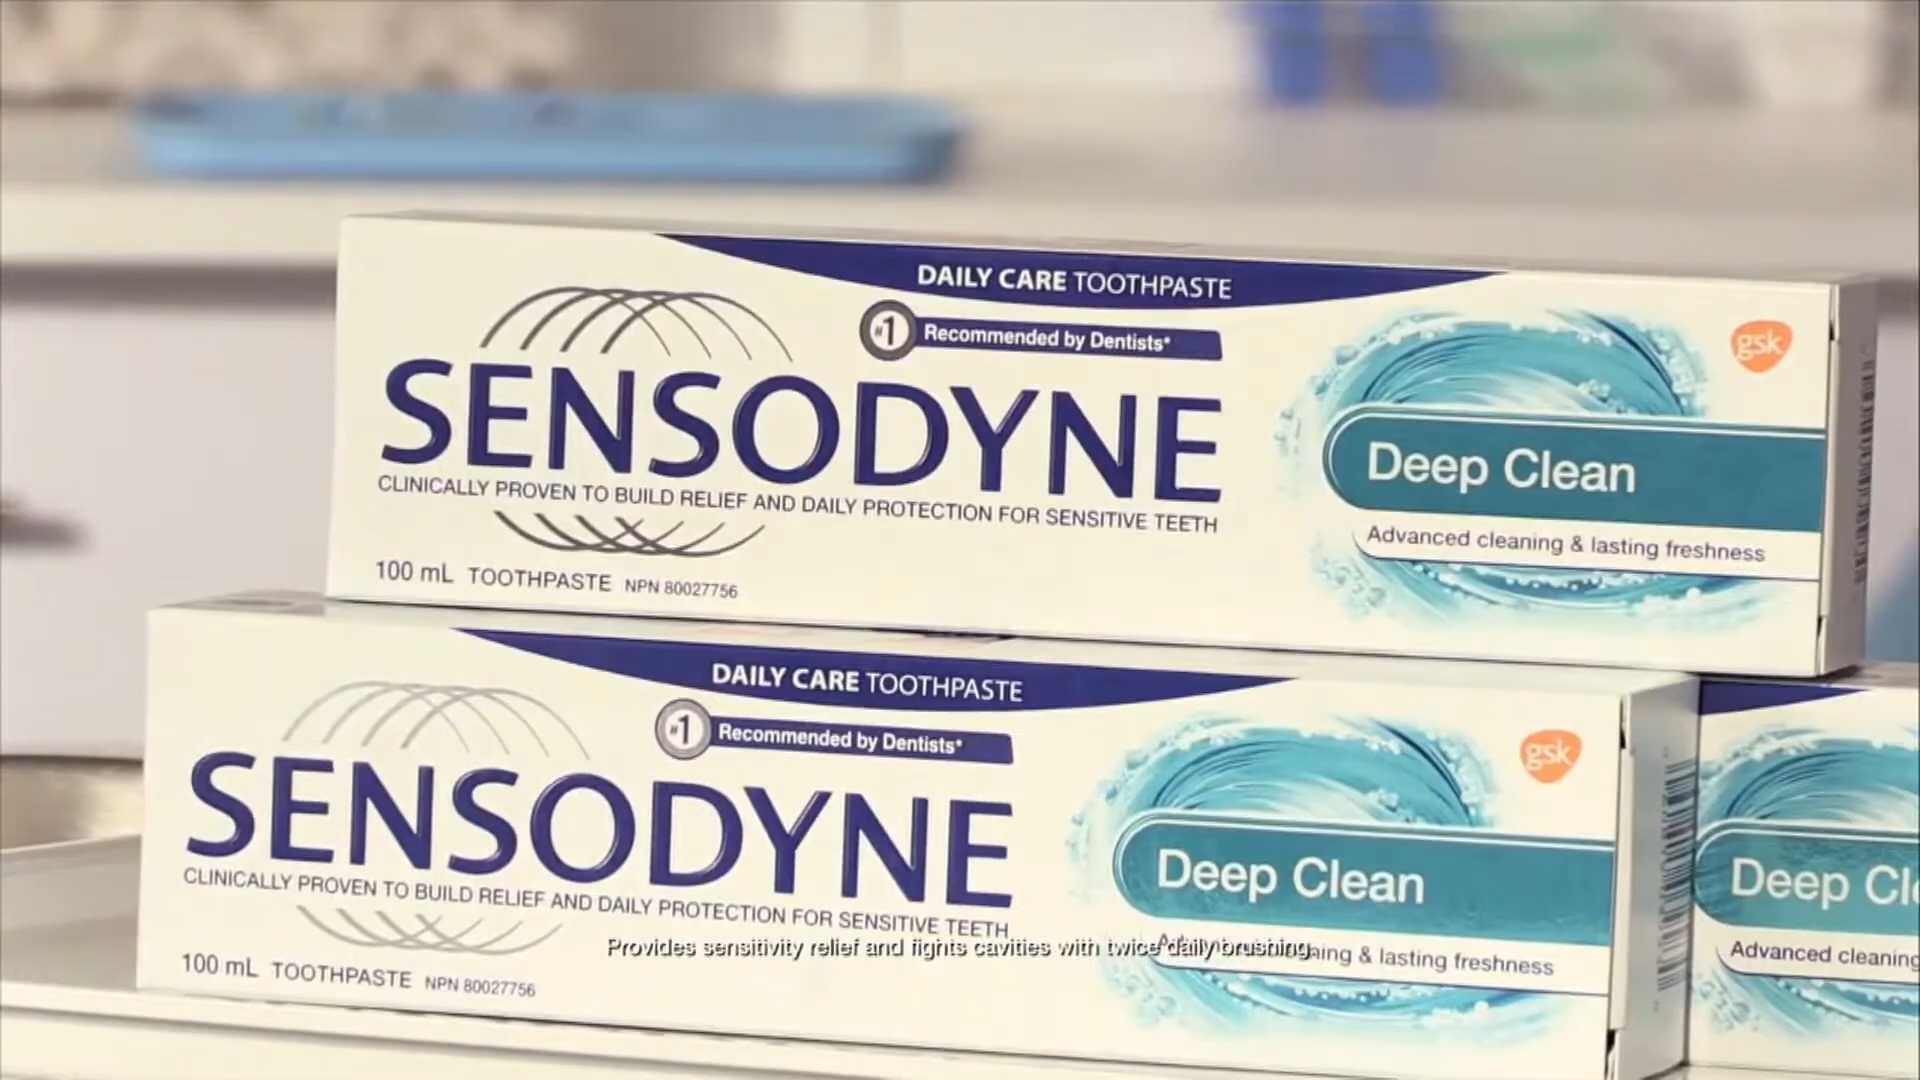 DAILY CARE TOOTHPASTE
#1 Recommended by Dentists*
gsk
SENSODYNE
Deep Clean
CLINICALLY PROVEN TO BUILD RELIEF AND DAILY PROTECTION FOR SENSITIVE TEETH
Advanced cleaning & lasting freshness
100 mL TOOTHPASTE NPN 80027756
DAILY CARE TOOTHPASTE
#1 Recommended by Dentists*
gsk
SENSODYNE
Deep Clean
CLINICALLY PROVEN TO BUILD RELIEF AND DAILY PROTECTION FOR SENSITIVE TEETH
ning & lasting freshness
100 mL TOOTHPASTE NPN 80027756
Deep Cl
Advanced cleaning
Provides sensitivity relief and fights cavities with twice daily brushing.